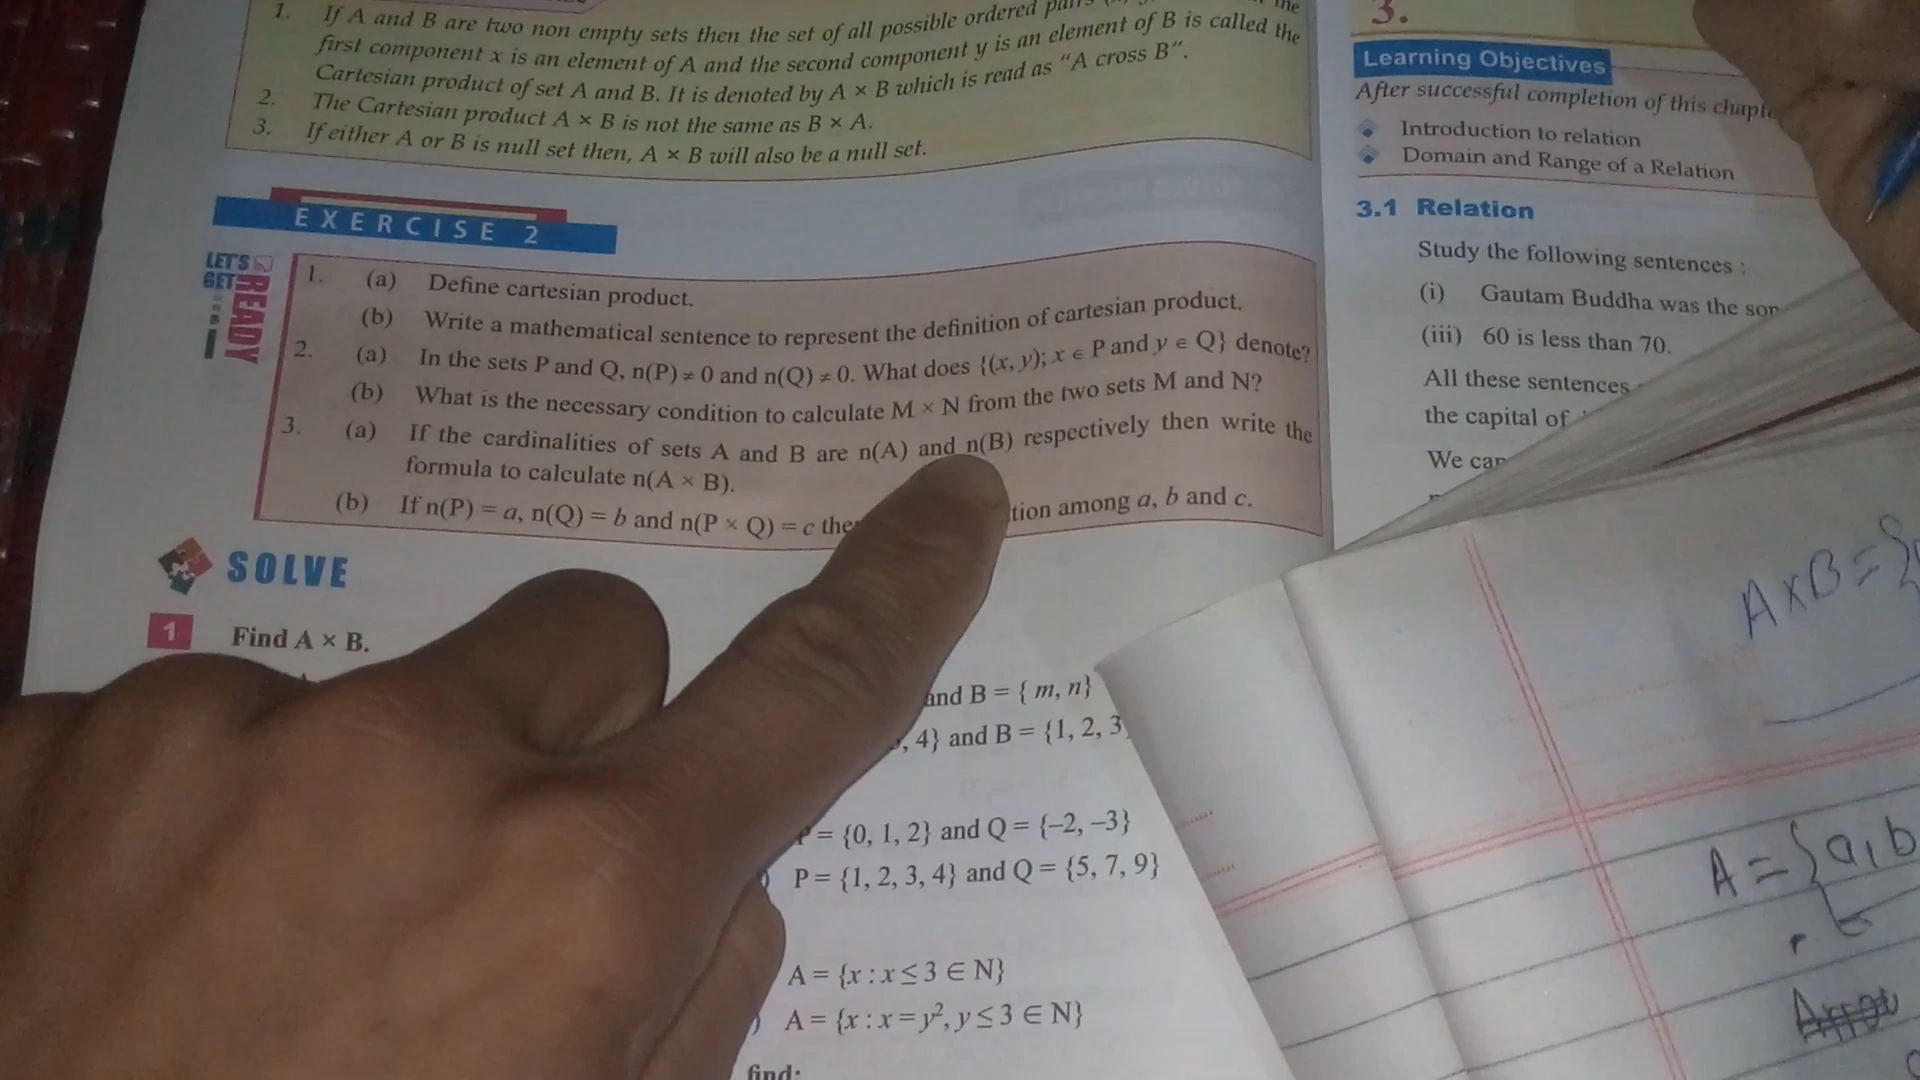 1. If A and B are two non empty sets then the set of all possible ordered pairs the
first component x is an element of A and the second component y is an element of B is called the
Cartesian product of set A and B. It is denoted by A × B which is read as "A cross B".
2. The Cartesian product A × B is not the same as B × A.
3. If either A or B is null set then, A × B will also be a null set.
EXERCISE 2
LET'S
GET
READY
1. (a) Define cartesian product.
(b) Write a mathematical sentence to represent the definition of cartesian product.
2. (a) In the sets P and Q, n(P) ≠ 0 and n(Q) ≠ 0. What does {(x, y); x ∈ P and y ∈ Q} denote?
(b) What is the necessary condition to calculate M × N from the two sets M and N?
3. (a) If the cardinalities of sets A and B are n(A) and n(B) respectively then write the
formula to calculate n(A × B).
(b) If n(P) = a, n(Q) = b and n(P × Q) = c the tion among a, b and c.
SOLVE
1 Find A × B.
and B = { m, n}
, 4} and B = {1, 2, 3
P = {0, 1, 2} and Q = {–2, –3}
P = {1, 2, 3, 4} and Q = {5, 7, 9}
A = {x : x ≤ 3 ∈ N}
A = {x : x = y², y ≤ 3 ∈ N}
find:
3.
Learning Objectives
After successful completion of this chapt
Introduction to relation
Domain and Range of a Relation
3.1 Relation
Study the following sentences :
(i) Gautam Buddha was the son
(iii) 60 is less than 70.
All these sentences
the capital of
We can
A×B = {
A = {a, b